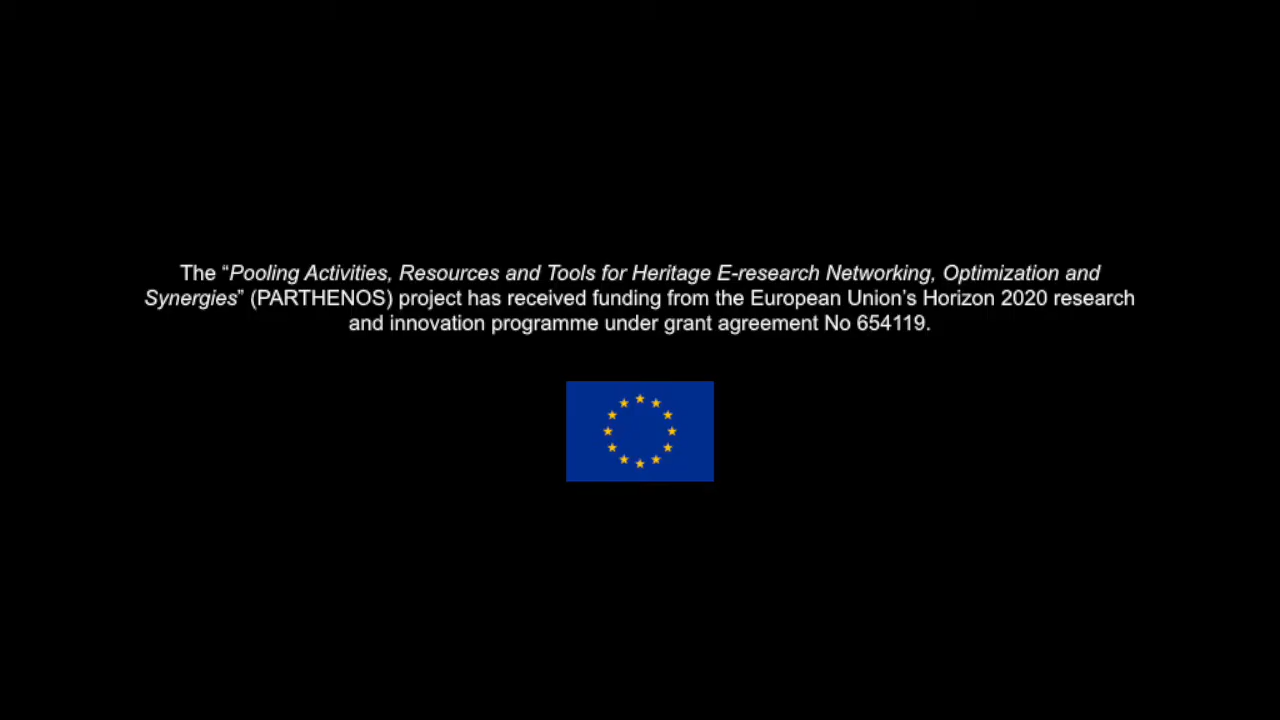 The “Pooling Activities, Resources and Tools for Heritage E-research Networking, Optimization and
Synergies” (PARTHENOS) project has received funding from the European Union’s Horizon 2020 research
and innovation programme under grant agreement No 654119.